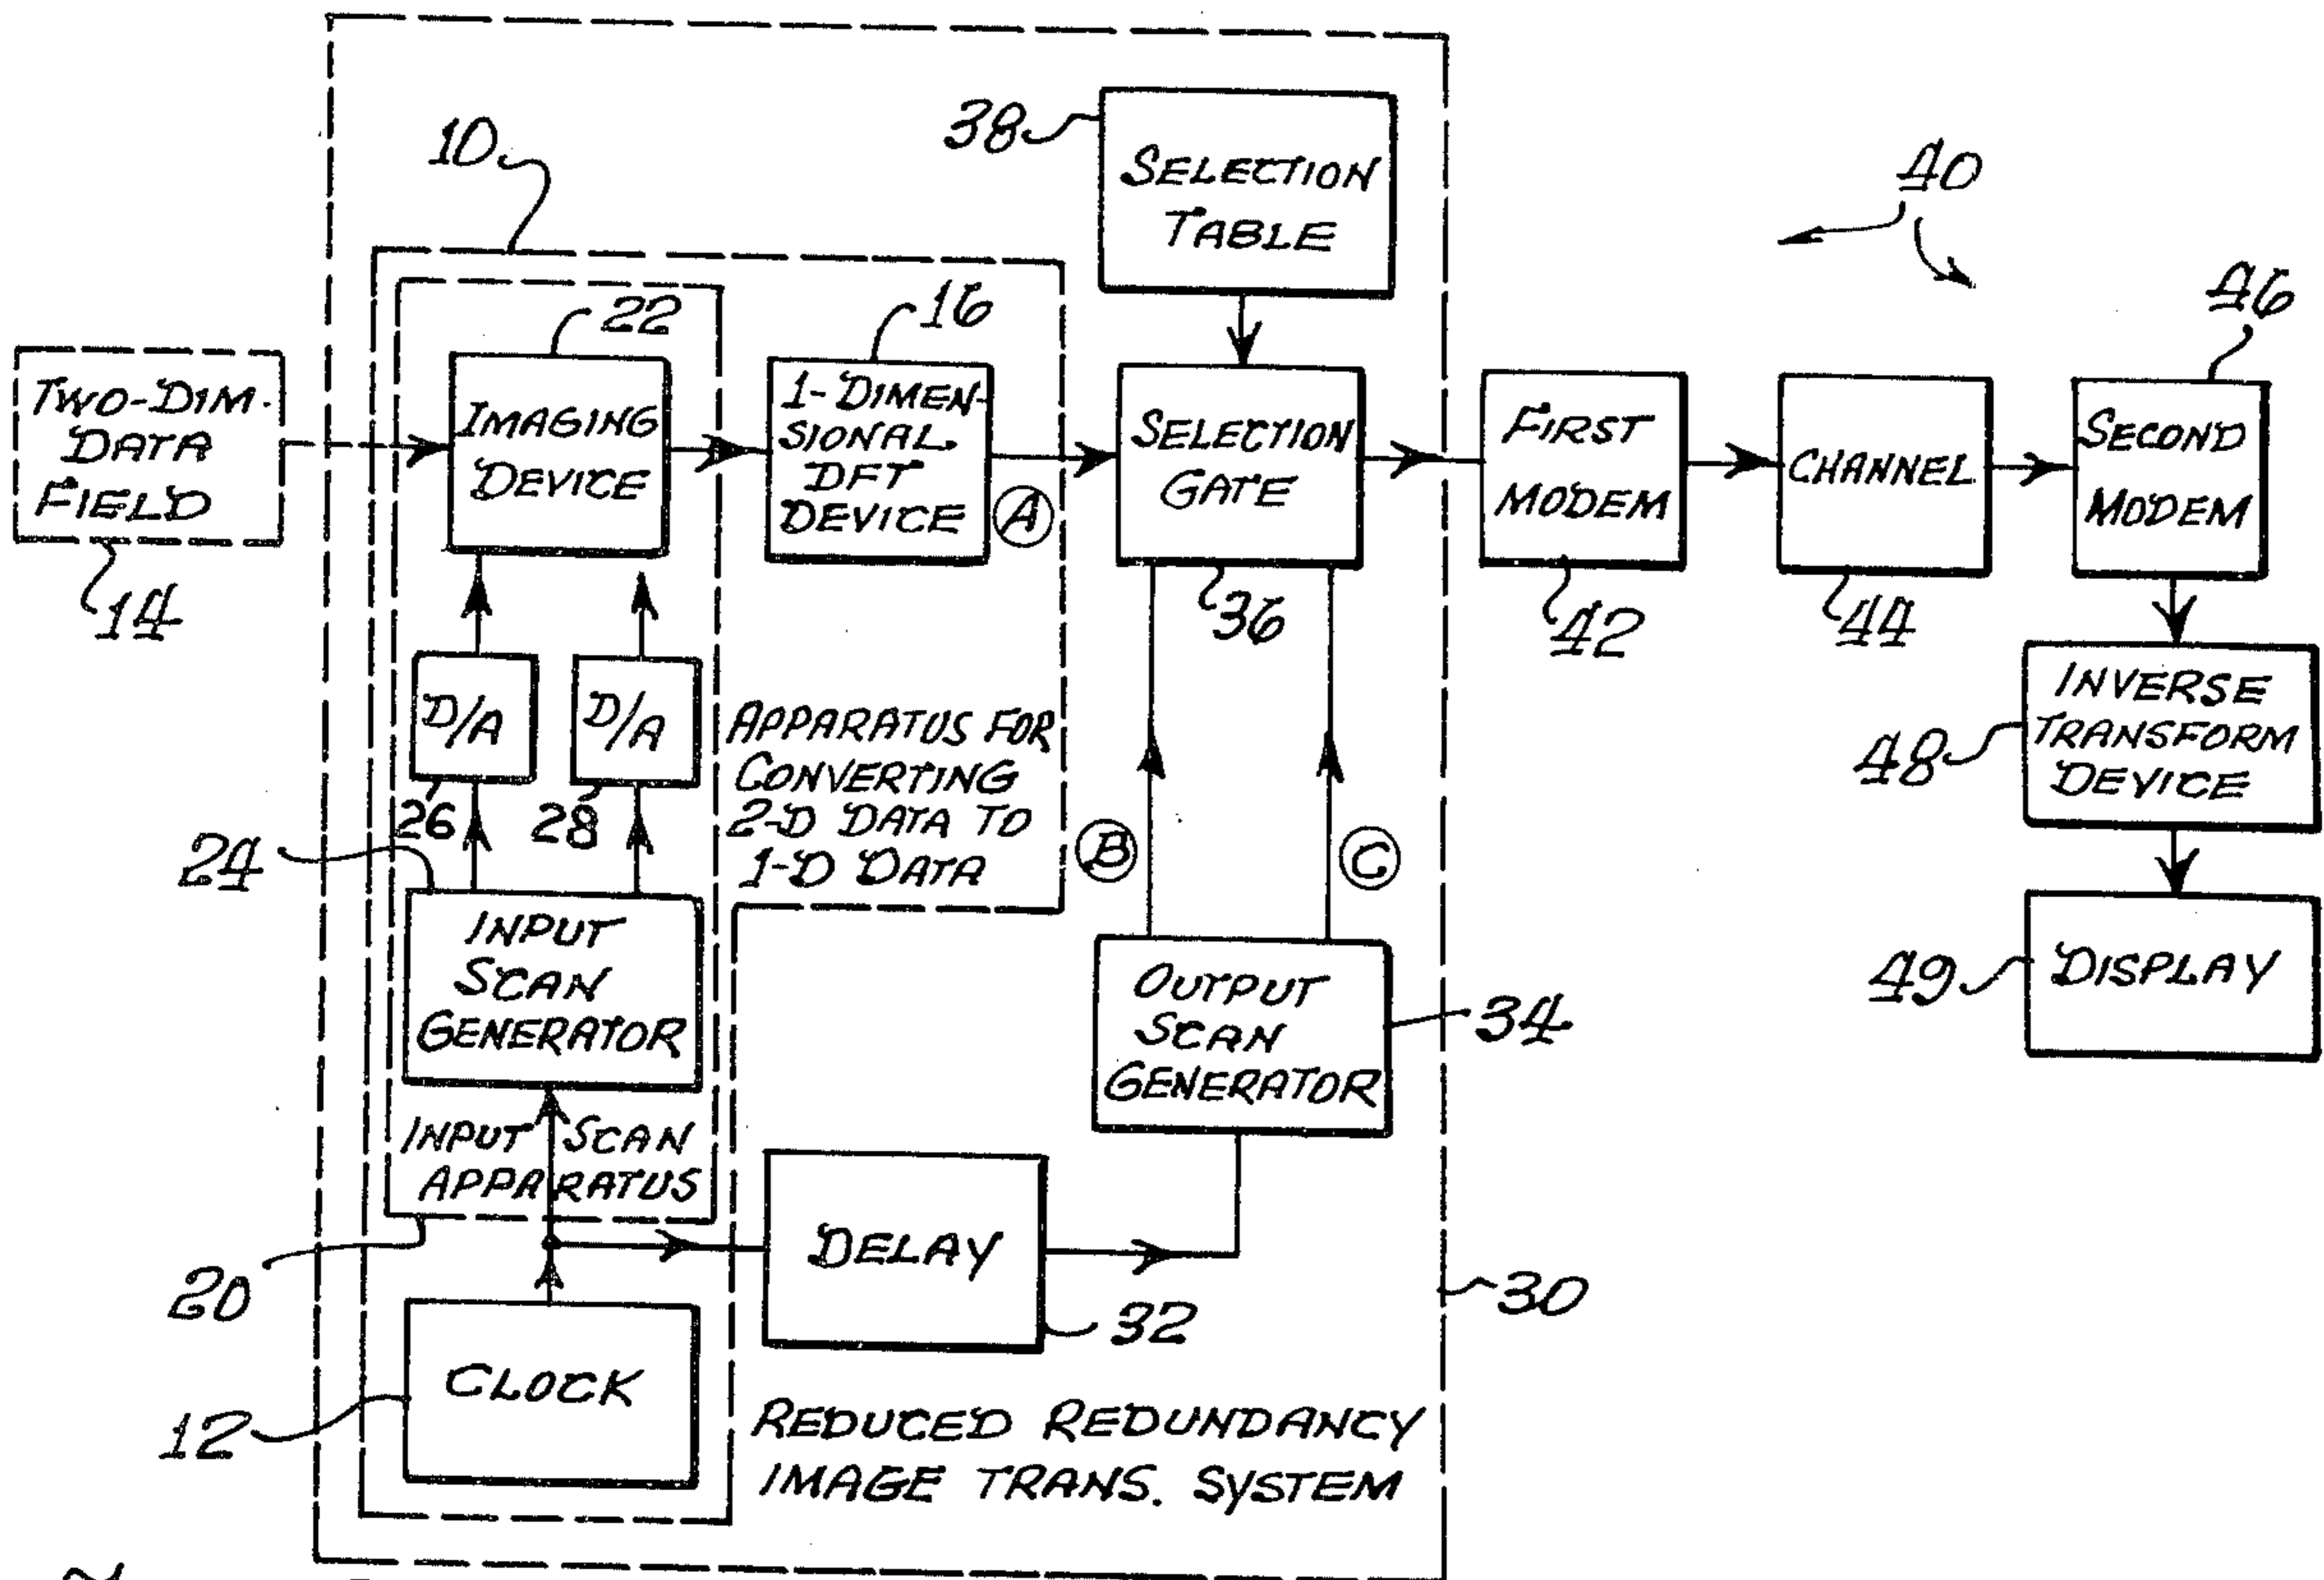 38
SELECTION
TABLE
10
40
22
16
46
TWO-DIM.
DATA
FIELD
IMAGING
DEVICE
1-DIMEN-
SIONAL
DFT
DEVICE
A
SELECTION
GATE
FIRST
MODEM
CHANNEL
SECOND
MODEM
14
36
42
44
D/A
D/A
26
28
APPARATUS FOR
CONVERTING
2-D DATA TO
1-D DATA
B
C
INVERSE
TRANSFORM
DEVICE
48
24
INPUT
SCAN
GENERATOR
OUTPUT
SCAN
GENERATOR
34
DISPLAY
49
INPUT SCAN
APPARATUS
20
DELAY
32
30
CLOCK
12
REDUCED REDUNDANCY
IMAGE TRANS. SYSTEM